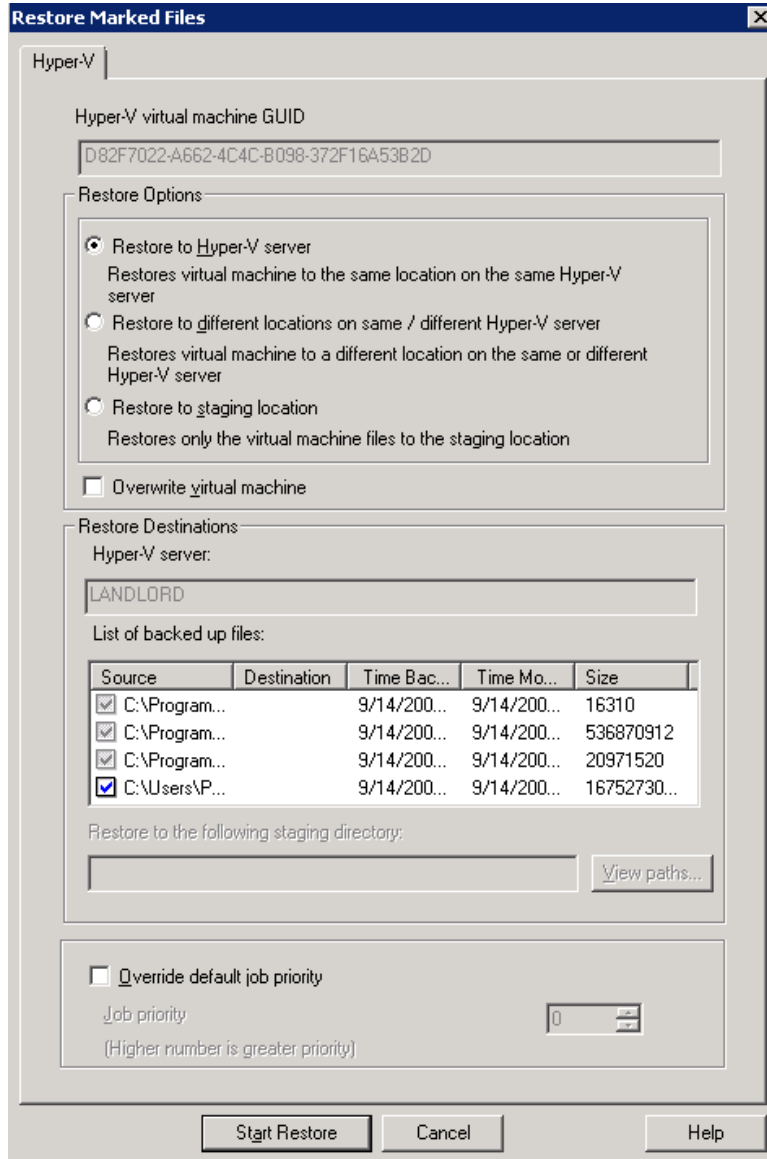 Restore Marked Files
Hyper-V
Hyper-V virtual machine GUID
D82F7022-A662-4C4C-B098-372F16A53B2D
Restore Options
Restore to Hyper-V server
Restores virtual machine to the same location on the same Hyper-V
server
Restore to different locations on same / different Hyper-V server
Restores virtual machine to a different location on the same or different
Hyper-V server
Restore to staging location
Restores only the virtual machine files to the staging location
Overwrite virtual machine
Restore Destinations
Hyper-V server:
LANDLORD
List of backed up files:
Source Destination Time Bac... Time Mo... Size
C:\Program... 9/14/200... 9/14/200... 16310
C:\Program... 9/14/200... 9/14/200... 536870912
C:\Program... 9/14/200... 9/14/200... 20971520
C:\Users\P... 9/14/200... 9/14/200... 16752730...
Restore to the following staging directory:
View paths...
Override default job priority
Job priority 0
(Higher number is greater priority)
Start Restore Cancel Help